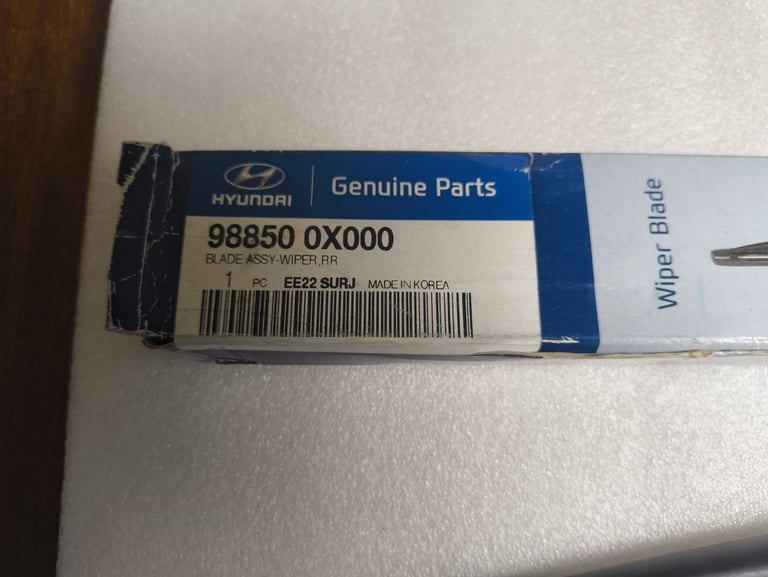 HYUNDAI
Genuine Parts
98850 0X000
BLADE ASSY-WIPER,RR
1 PC EE22 SURJ MADE IN KOREA
Wiper Blade